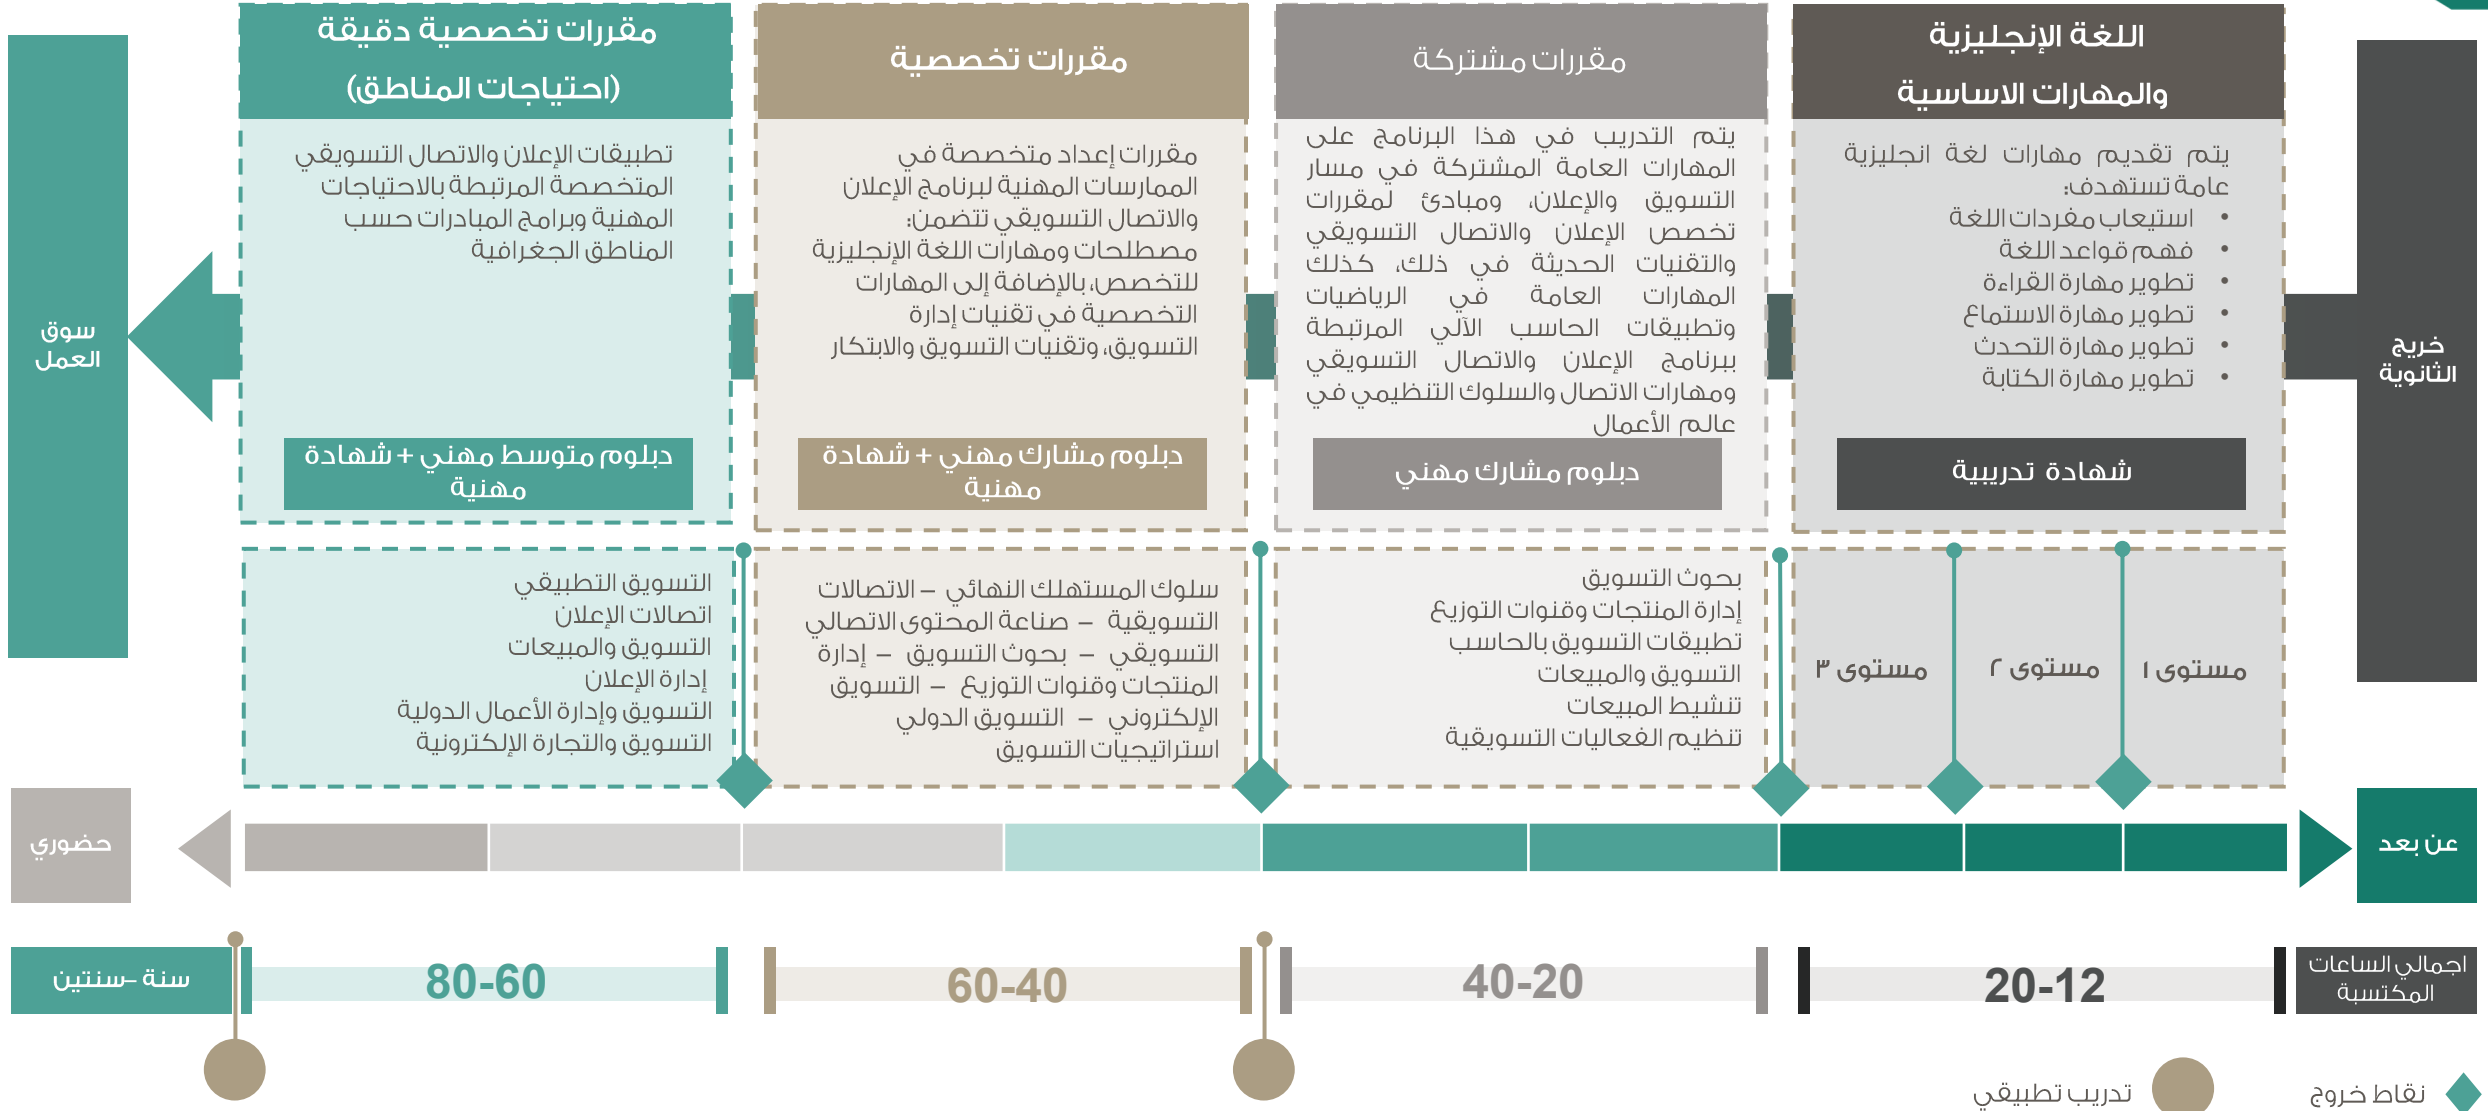 اللغة الإنجليزية
والمهارات الاساسية
مقررات مشتركة
مقررات تخصصية
مقررات تخصصية دقيقة
(احتياجات المناطق)
خريج
الثانوية
يتم تقديم مهارات لغة انجليزية
عامة تستهدف:
• استيعاب مفردات اللغة
• فهم قواعد اللغة
• تطوير مهارة القراءة
• تطوير مهارة الاستماع
• تطوير مهارة التحدث
• تطوير مهارة الكتابة
شهادة تدريبية
يتم التدريب في هذا البرنامج على
المهارات العامة المشتركة في مسار
التسويق والإعلان، ومبادئ لمقررات
تخصص الإعلان والاتصال التسويقي
والتقنيات الحديثة في ذلك، كذلك
المهارات العامة في الرياضيات
وتطبيقات الحاسب الآلي المرتبطة
ببرنامج الإعلان والاتصال التسويقي
ومهارات الاتصال والسلوك التنظيمي في
عالم الأعمال
دبلوم مشارك مهني
مقررات إعداد متخصصة في
الممارسات المهنية لبرنامج الإعلان
والاتصال التسويقي تتضمن:
مصطلحات ومهارات اللغة الإنجليزية
للتخصص، بالإضافة إلى المهارات
التخصصية في تقنيات إدارة
التسويق، وتقنيات التسويق والابتكار
دبلوم مشارك مهني + شهادة
مهنية
تطبيقات الإعلان والاتصال التسويقي
المتخصصة المرتبطة بالاحتياجات
المهنية وبرامج المبادرات حسب
المناطق الجغرافية
دبلوم متوسط مهني + شهادة
مهنية
سوق
العمل
مستوى ١
مستوى ٢
مستوى ٣
بحوث التسويق
إدارة المنتجات وقنوات التوزيع
تطبيقات التسويق بالحاسب
التسويق والمبيعات
تنشيط المبيعات
تنظيم الفعاليات التسويقية
سلوك المستهلك النهائي – الاتصالات
التسويقية – صناعة المحتوى الاتصالي
التسويقي – بحوث التسويق – إدارة
المنتجات وقنوات التوزيع – التسويق
الإلكتروني – التسويق الدولي
استراتيجيات التسويق
التسويق التطبيقي
اتصالات الإعلان
التسويق والمبيعات
إدارة الإعلان
التسويق وإدارة الأعمال الدولية
التسويق والتجارة الإلكترونية
عن بعد
حضوري
اجمالي الساعات
المكتسبة
20-12
40-20
60-40
80-60
سنة –سنتين
نقاط خروج
تدريب تطبيقي